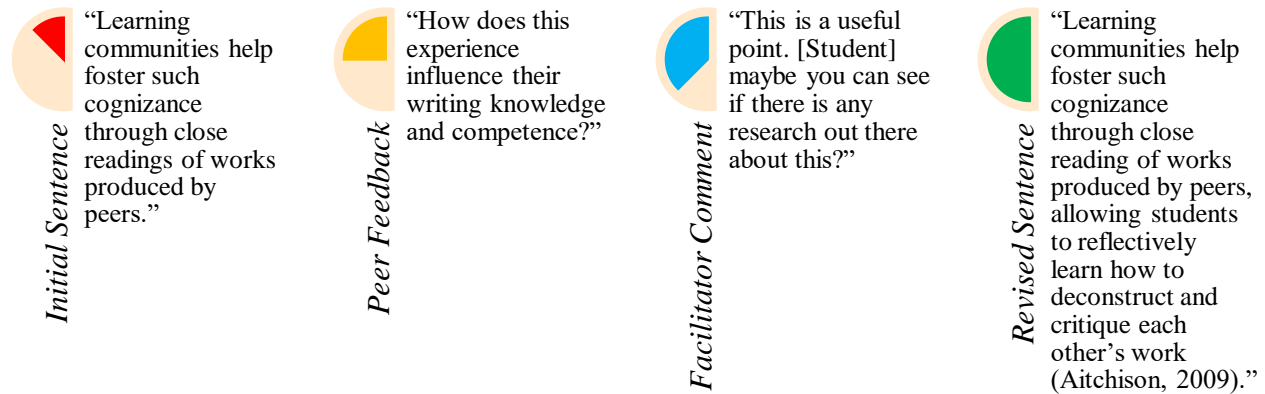 Initial Sentence
“Learning
communities help
foster such
cognizance
through close
readings of works
produced by
peers.”
Peer Feedback
“How does this
experience
influence their
writing knowledge
and competence?”
Facilitator Comment
“This is a useful
point. [Student]
maybe you can see
if there is any
research out there
about this?”
Revised Sentence
“Learning
communities help
foster such
cognizance
through close
reading of works
produced by peers,
allowing students
to reflectively
learn how to
deconstruct and
critique each
other’s work
(Aitchison, 2009).”